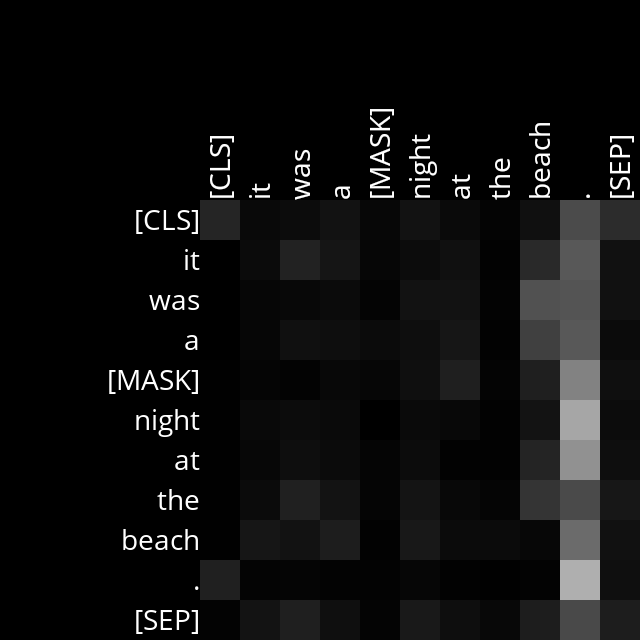 [CLS] it was a [MASK] night at the beach . [SEP]
[CLS]
it
was
a
[MASK]
night
at
the
beach
.
[SEP]